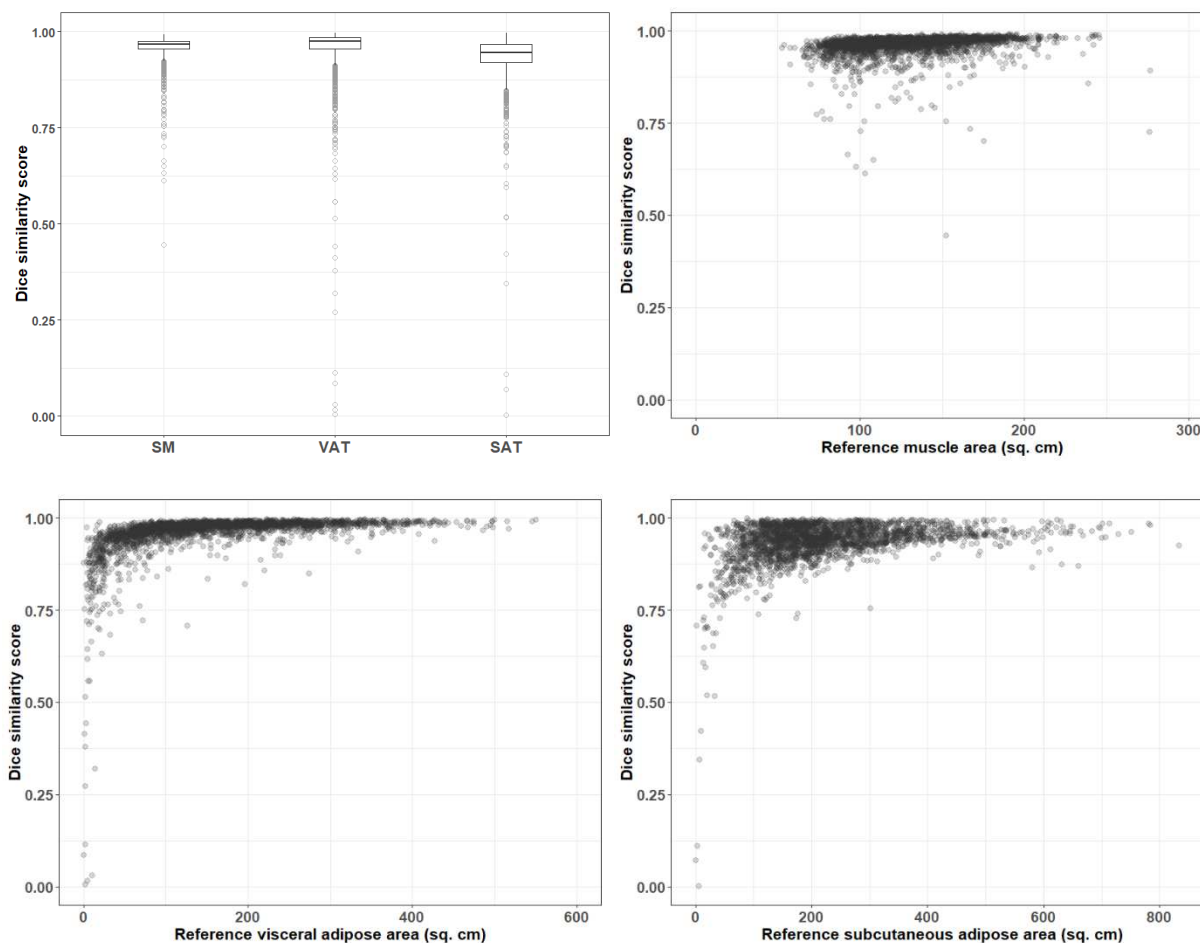 Dice similarity score
1.00
0.75
0.50
0.25
0.00
SM VAT SAT
Dice similarity score
1.00
0.75
0.50
0.25
0.00
0 100 200 300
Reference muscle area (sq. cm)
Dice similarity score
1.00
0.75
0.50
0.25
0.00
0 200 400 600
Reference visceral adipose area (sq. cm)
Dice similarity score
1.00
0.75
0.50
0.25
0.00
0 200 400 600 800
Reference subcutaneous adipose area (sq. cm)